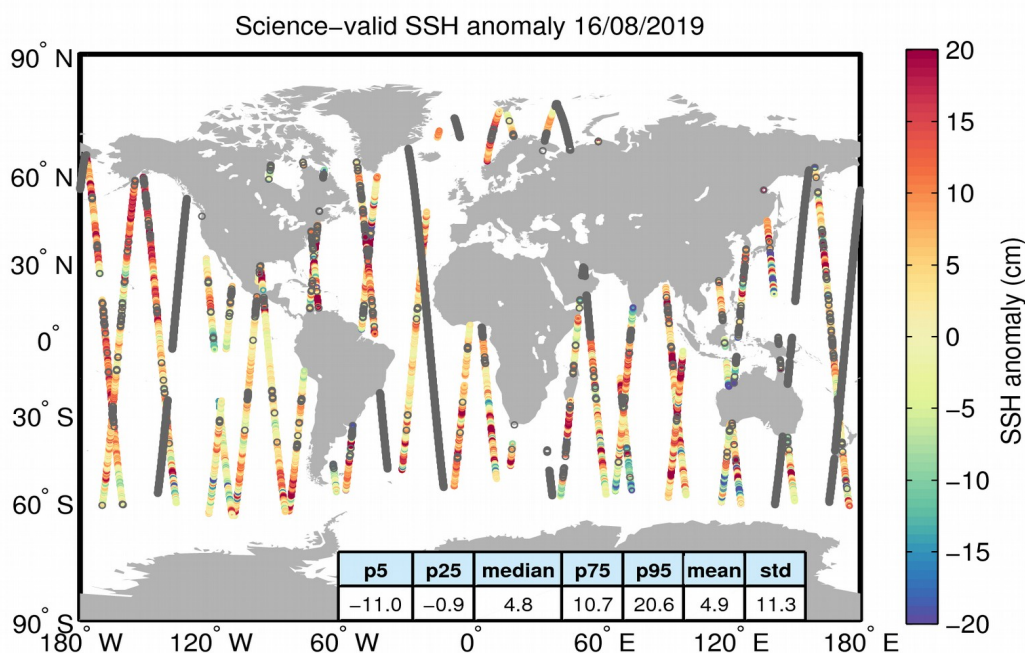 Science−valid SSH anomaly 16/08/2019
90° N
60° N
30° N
0°
30° S
60° S
90° S
180° W
120° W
60° W
0°
60° E
120° E
180° E
p5 p25 median p75 p95 mean std
−11.0 −0.9 4.8 10.7 20.6 4.9 11.3
20
15
10
5
0
−5
−10
−15
−20
SSH anomaly (cm)